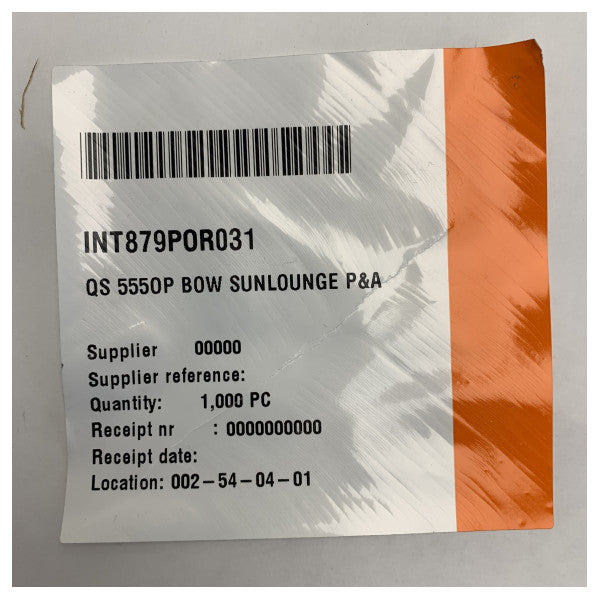 INT879POR031
QS 555OP BOW SUNLOUNGE P&A
Supplier 00000
Supplier reference:
Quantity: 1,000 PC
Receipt nr : 0000000000
Receipt date:
Location: 002-54-04-01